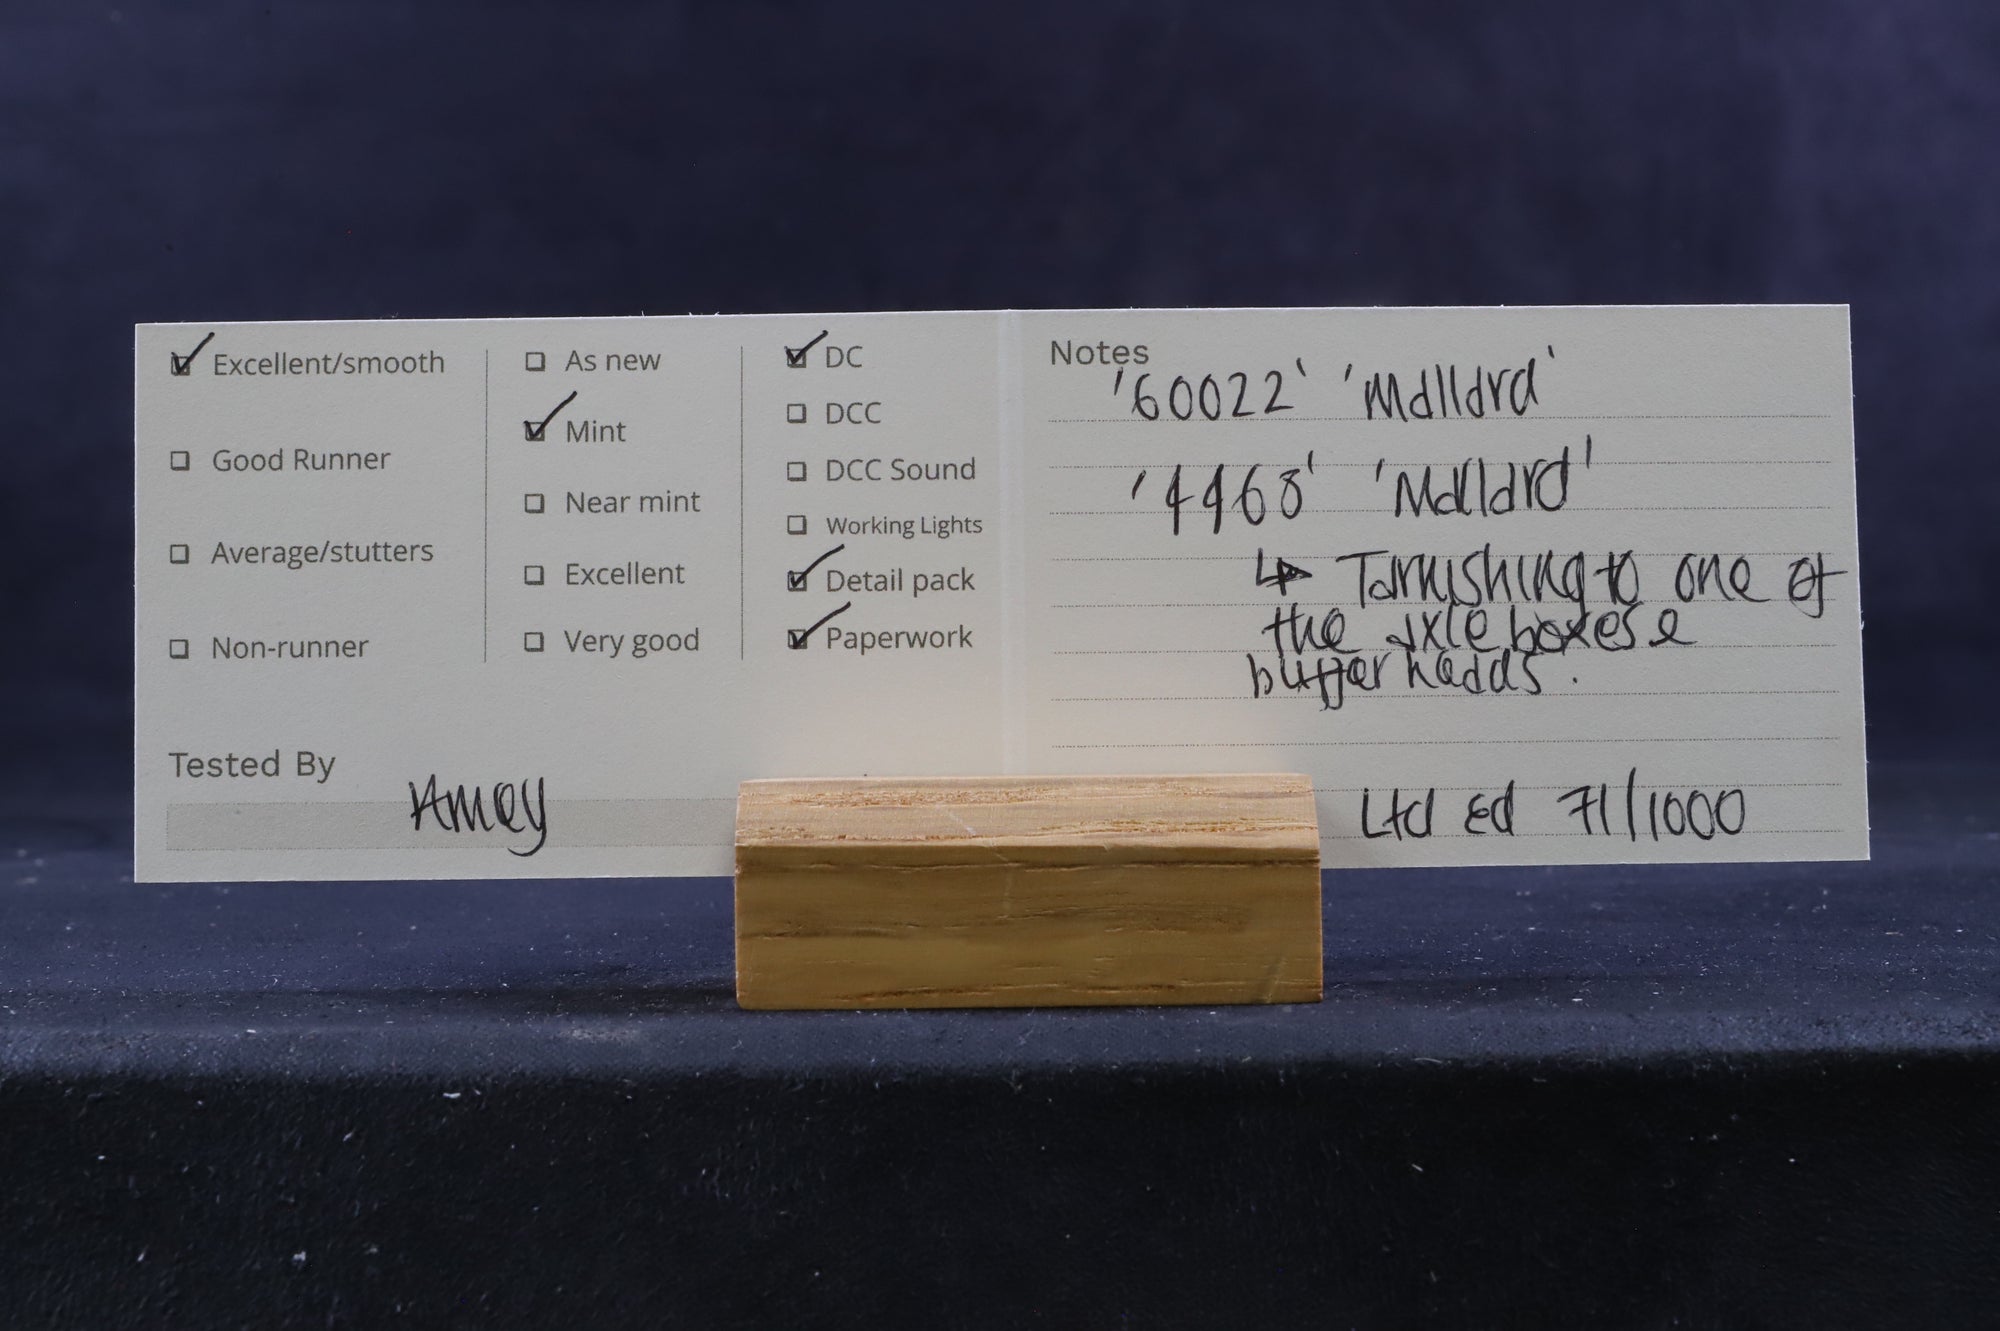 Excellent/smooth
Good Runner
Average/stutters
Non-runner
As new
Mint
Near mint
Excellent
Very good
DC
DCC
DCC Sound
Working Lights
Detail pack
Paperwork
Tested By
Amey
Notes
'60022' 'Mallard'
'4468' 'Mallard'
↳ Tarnishing to one of
the axle boxes &
buffer heads.
Ltd Ed 71/1000